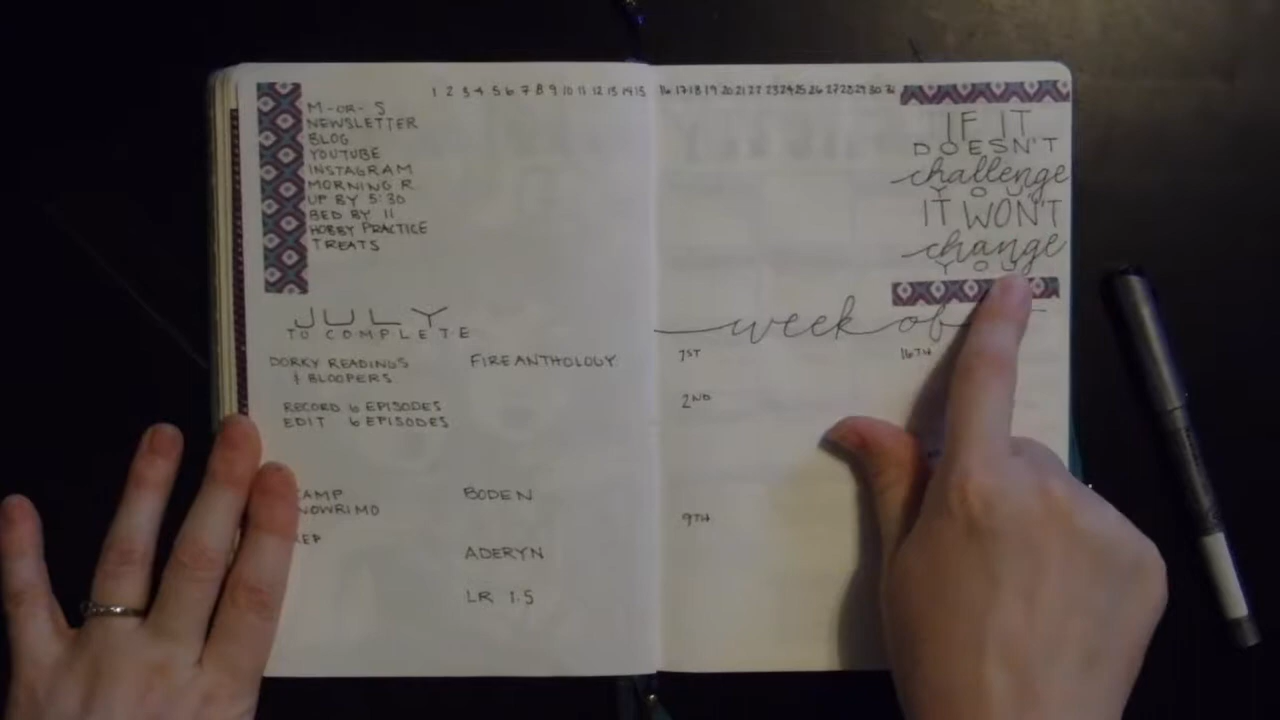 1 2 3 4 5 6 7 8 9 10 11 12 13 14 15 16 17 18 19 20 21 22 23 24 25 26 27 28 29 30 31
M-OR-S
NEWSLETTER
BLOG
YOUTUBE
INSTAGRAM
MORNING R.
UP BY 5:30
BED BY 11
HOBBY PRACTICE
TREATS
JULY
TO COMPLETE
DORKY READINGS
& BLOOPERS
FIRE ANTHOLOGY
RECORD 6 EPISODES
EDIT 6 EPISODES
CAMP
NOWRIMO
BODEN
ADERYN
LR 1.5
IF IT
DOESN'T
challenge
YOU
IT WON'T
change
YOU
week of
1ST
16TH
2ND
9TH